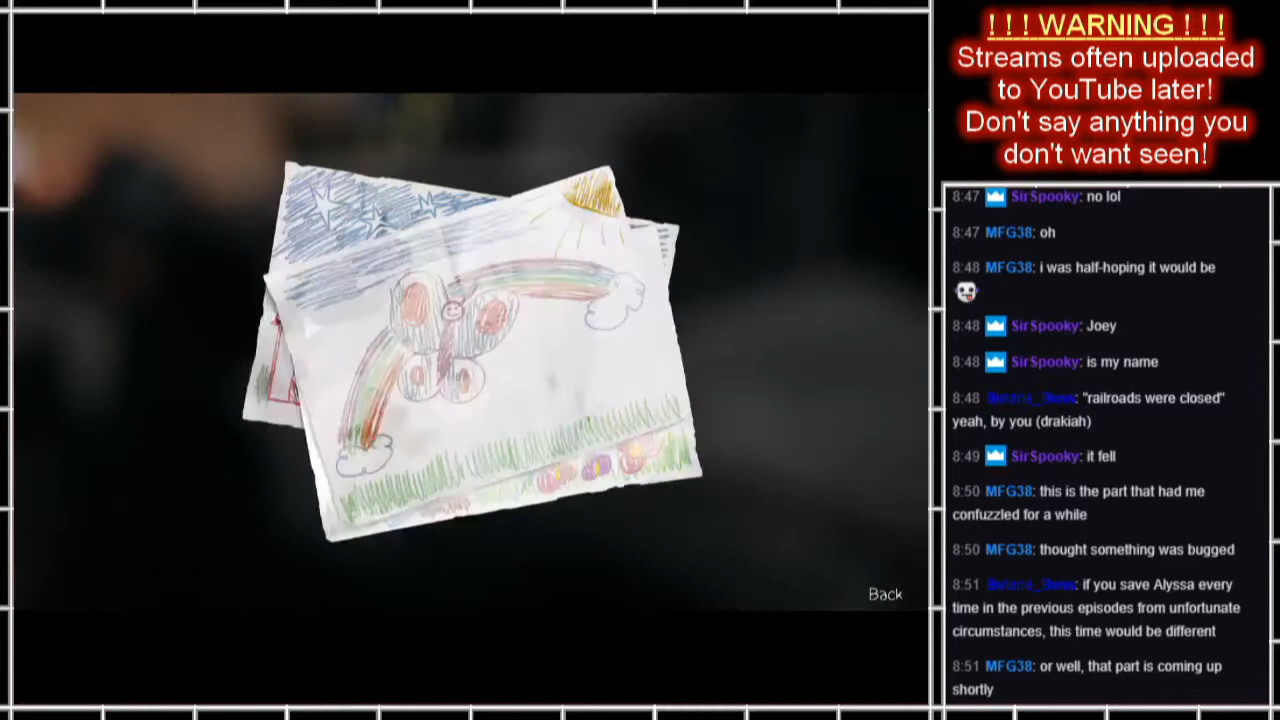 ! ! ! WARNING ! ! !
Streams often uploaded
to YouTube later!
Don't say anything you
don't want seen!
8:47 SirSpooky: no lol
8:47 MFG38: oh
8:48 MFG38: i was half-hoping it would be
8:48 SirSpooky: Joey
8:48 SirSpooky: is my name
8:48 : "railroads were closed"
yeah, by you (drakiah)
8:49 SirSpooky: it fell
8:50 MFG38: this is the part that had me
confuzzled for a while
8:50 MFG38: thought something was bugged
8:51 : if you save Alyssa every
time in the previous episodes from unfortunate
circumstances, this time would be different
8:51 MFG38: or well, that part is coming up
shortly
Back